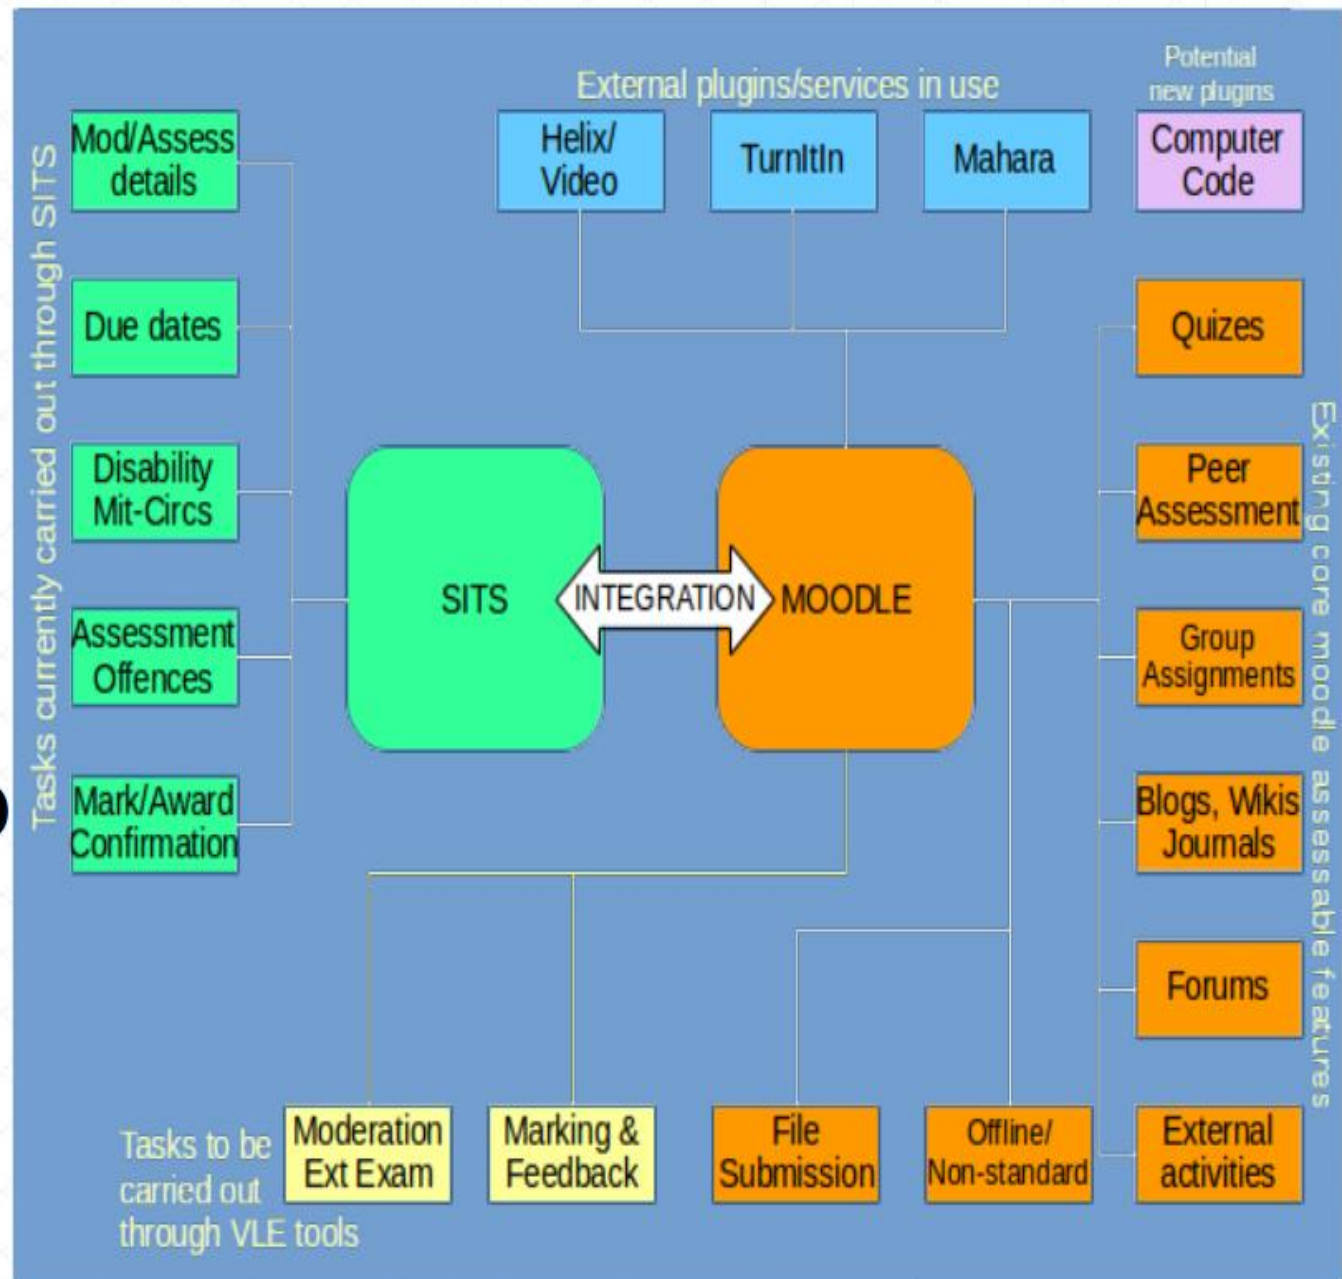 Tasks currently carried out through SITS
Mod/Assess
details
Due dates
Disability
Mit-Circs
Assessment
Offences
Mark/Award
Confirmation
External plugins/services in use
Helix/
Video
TurnItIn
Mahara
Potential
new plugins
Computer
Code
SITS
INTEGRATION
MOODLE
Quizes
Peer
Assessment
Group
Assignments
Blogs, Wikis
Journals
Forums
External
activities
Existing core moodle assessable features
Tasks to be
carried out
through VLE tools
Moderation
Ext Exam
Marking &
Feedback
File
Submission
Offline/
Non-standard